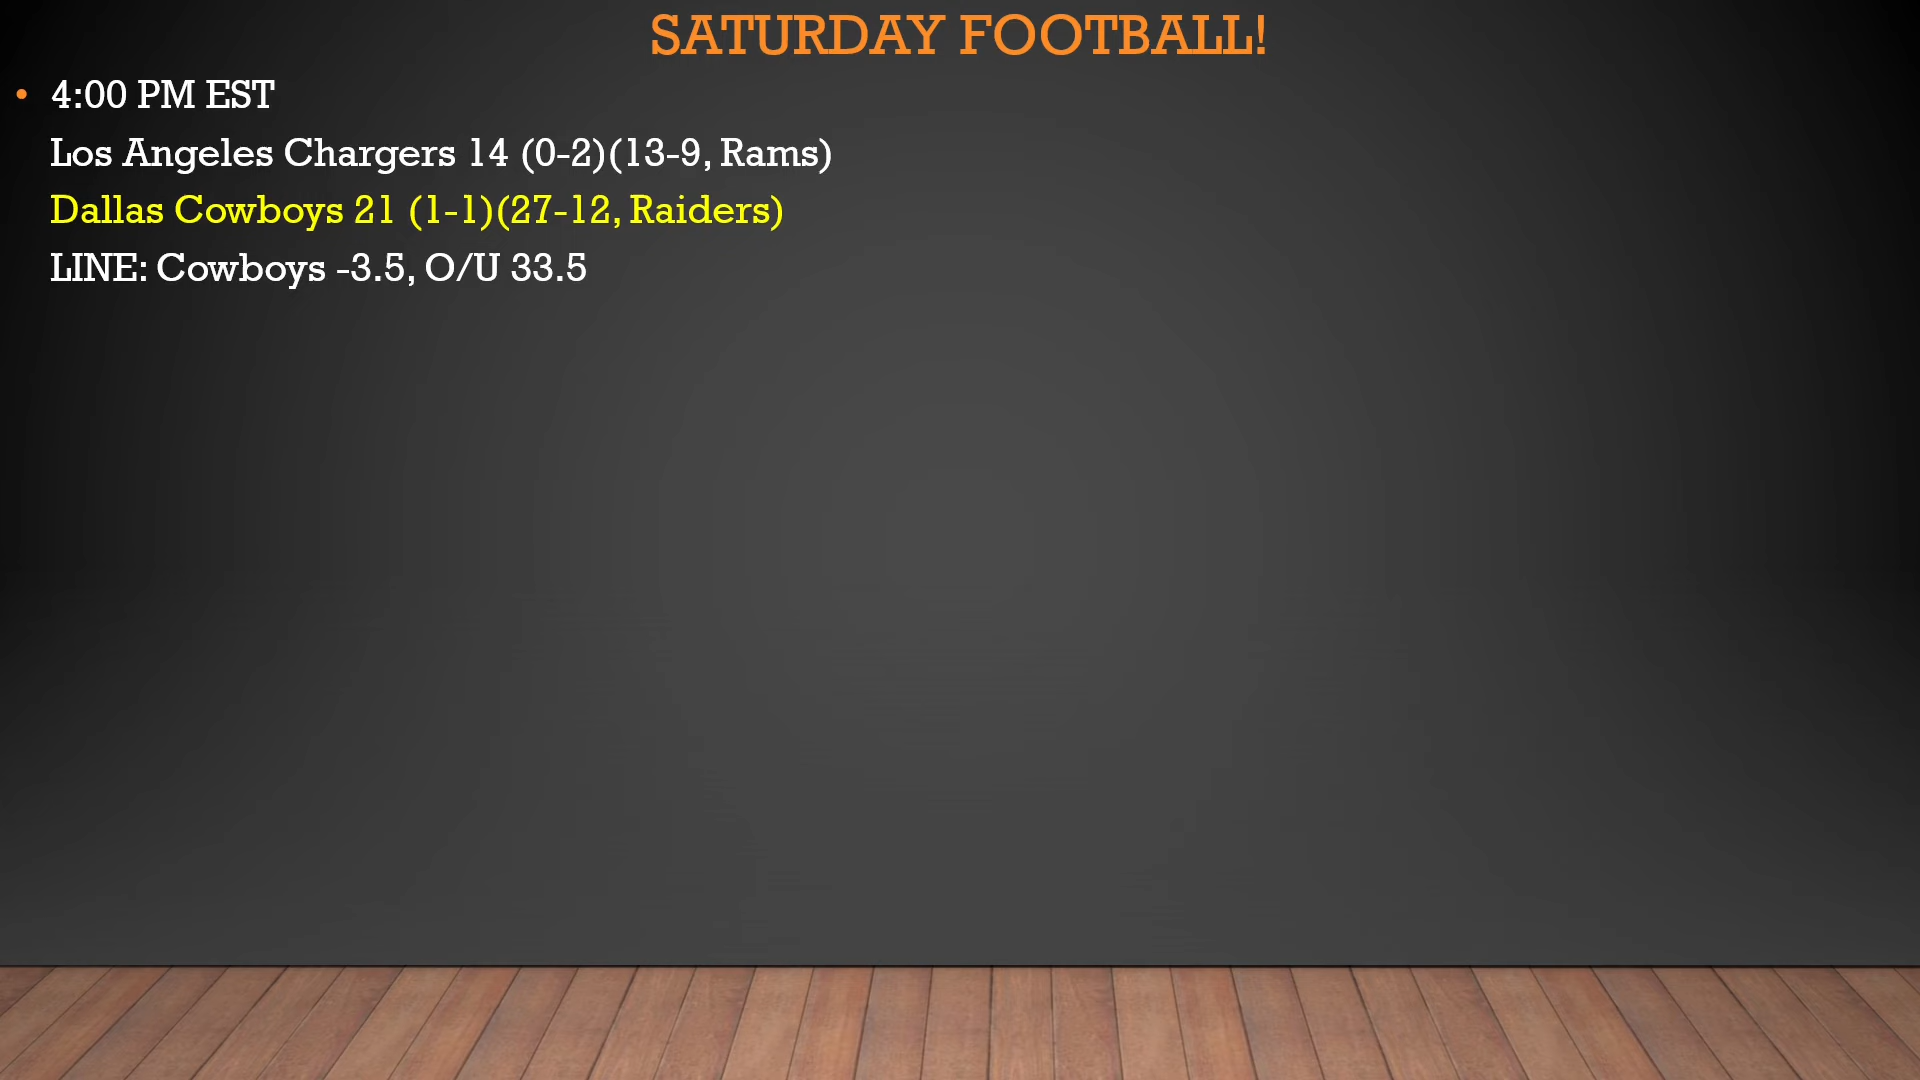 SATURDAY FOOTBALL!
• 4:00 PM EST
Los Angeles Chargers 14 (0-2)(13-9, Rams)
Dallas Cowboys 21 (1-1)(27-12, Raiders)
LINE: Cowboys -3.5, O/U 33.5